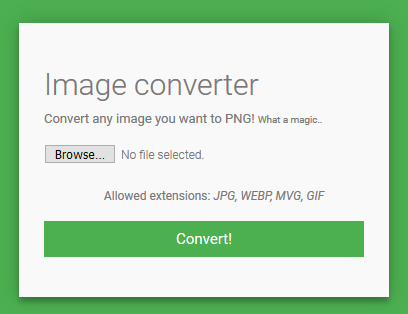 Image converter
Convert any image you want to PNG! What a magic..
Browse... No file selected.
Allowed extensions: JPG, WEBP, MVG, GIF
Convert!